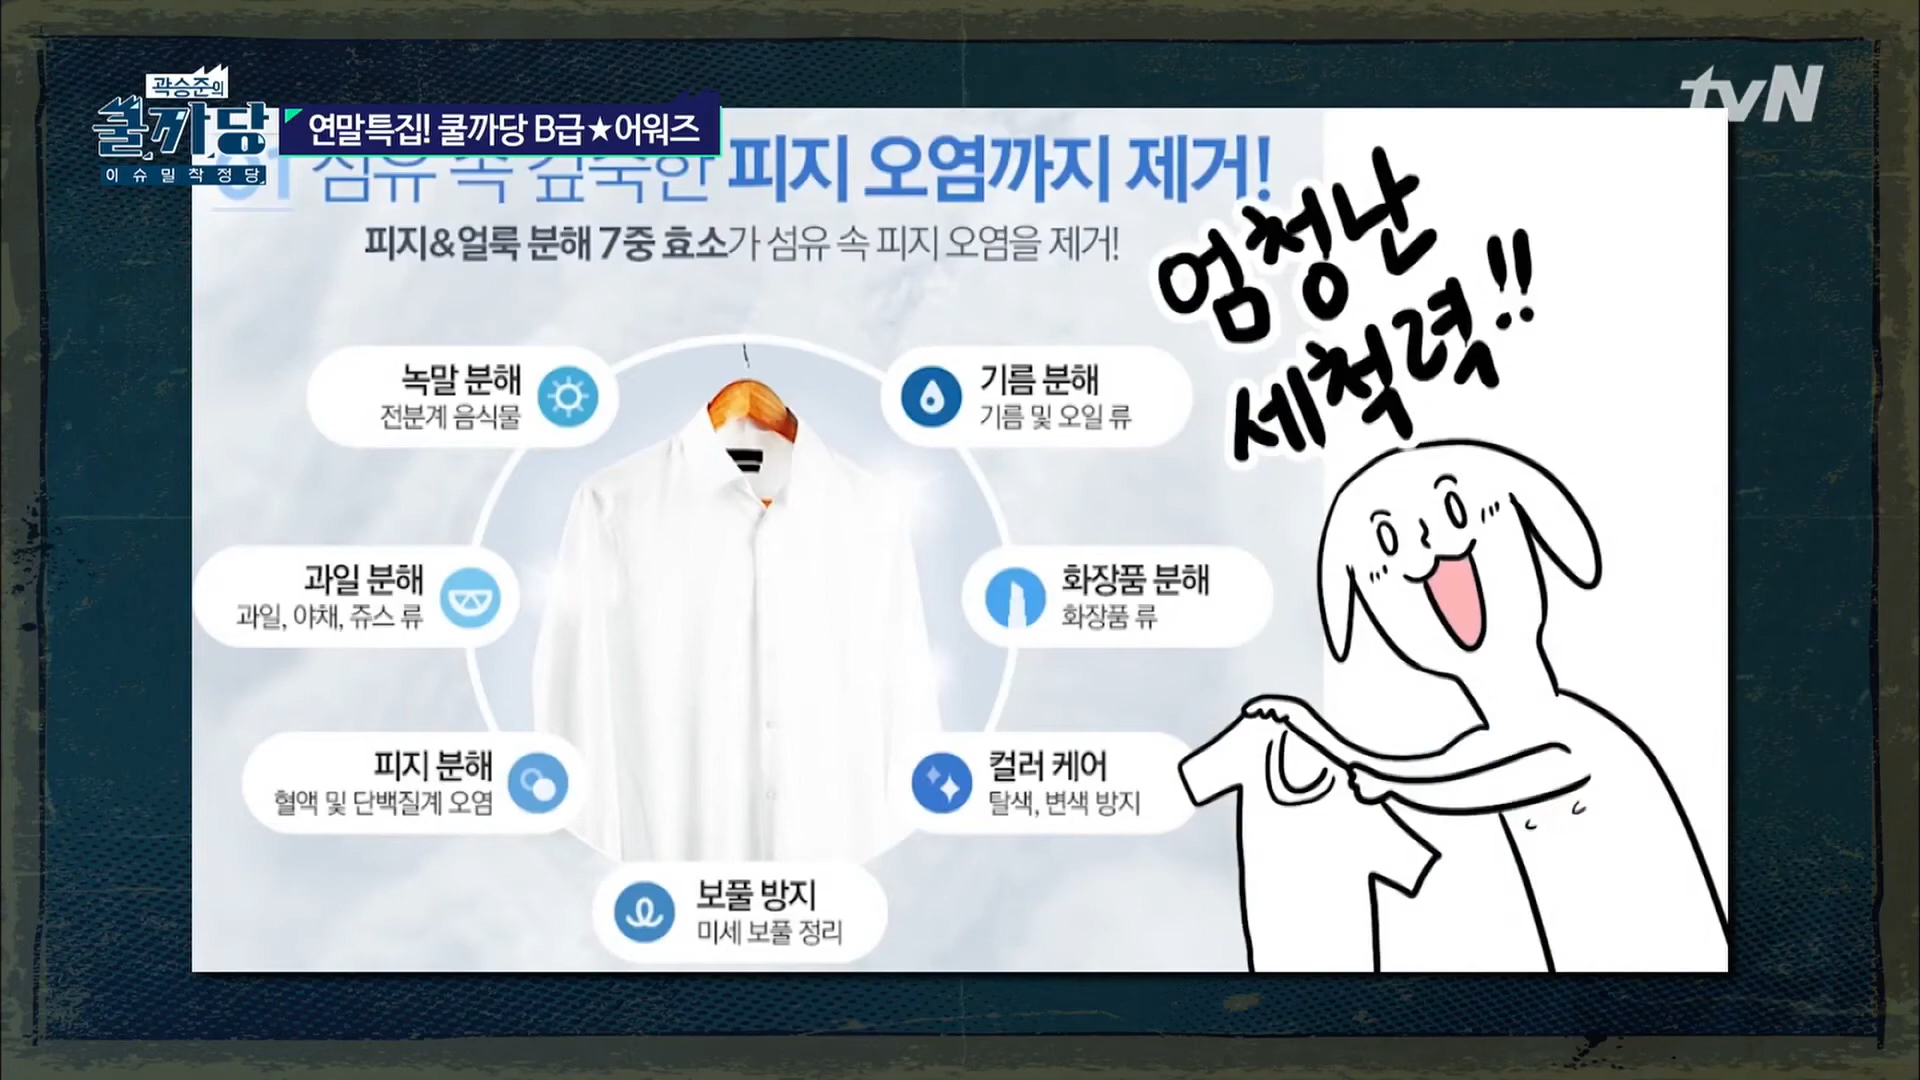 곽승준의
쿨까당
이슈밀착정당
연말특집! 쿨까당 B급★어워즈
tvN
01 섬유 속 깊숙한 피지 오염까지 제거!
피지&얼룩 분해 7중 효소가 섬유 속 피지 오염을 제거!
엄청난
세척력!!
녹말 분해
전분계 음식물
기름 분해
기름 및 오일 류
과일 분해
과일, 야채, 쥬스 류
화장품 분해
화장품 류
피지 분해
혈액 및 단백질계 오염
컬러 케어
탈색, 변색 방지
보풀 방지
미세 보풀 정리